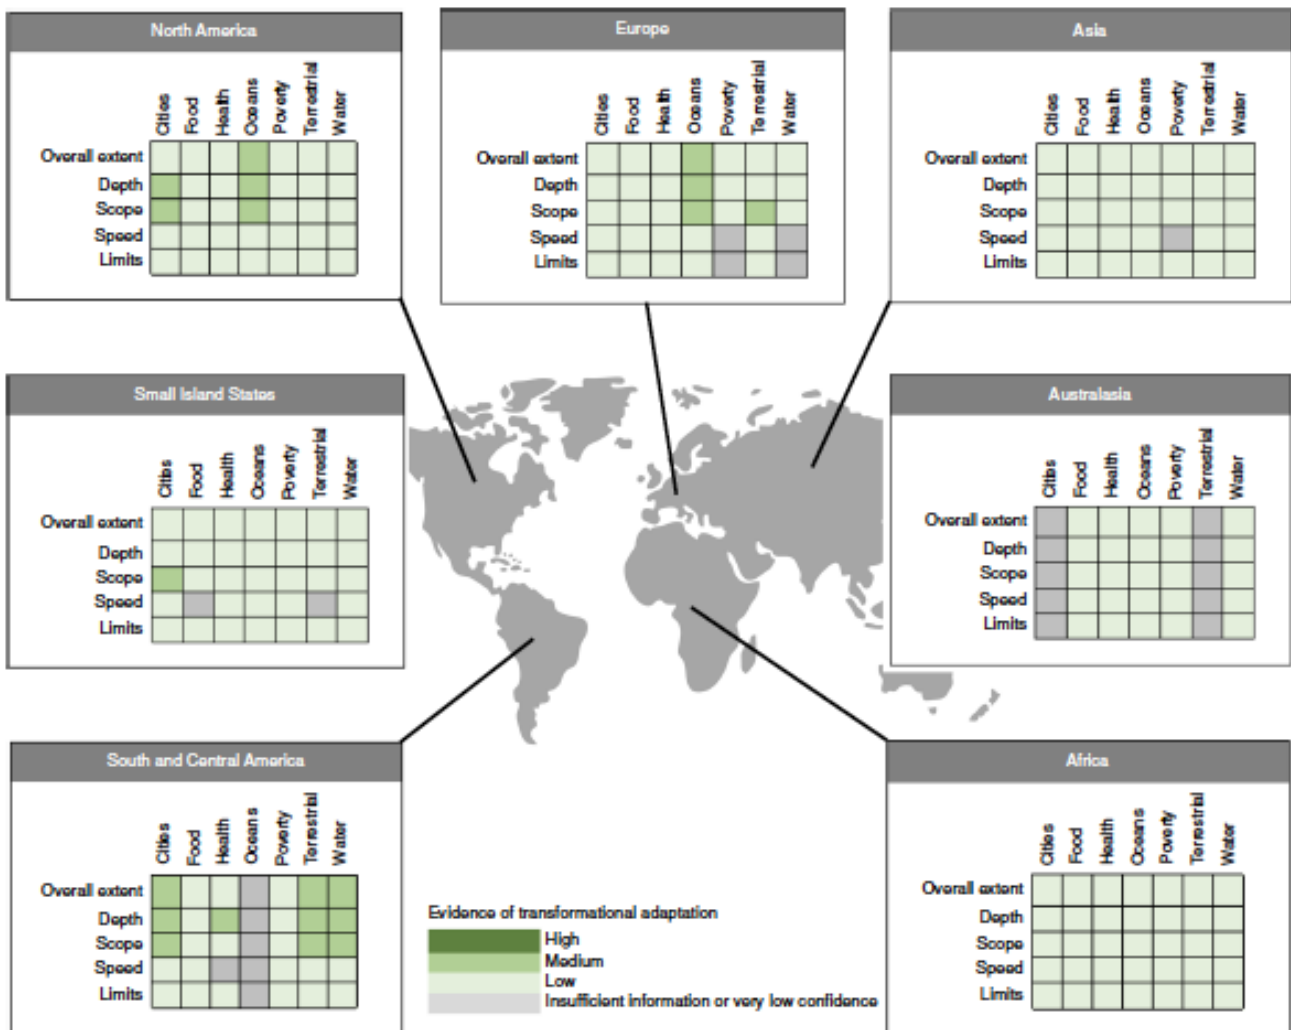 North America
Cities Food Health Oceans Poverty Terrestrial Water
Overall extent
Depth
Scope
Speed
Limits
Europe
Cities Food Health Oceans Poverty Terrestrial Water
Overall extent
Depth
Scope
Speed
Limits
Asia
Cities Food Health Oceans Poverty Terrestrial Water
Overall extent
Depth
Scope
Speed
Limits
Small Island States
Cities Food Health Oceans Poverty Terrestrial Water
Overall extent
Depth
Scope
Speed
Limits
Australasia
Cities Food Health Oceans Poverty Terrestrial Water
Overall extent
Depth
Scope
Speed
Limits
South and Central America
Cities Food Health Oceans Poverty Terrestrial Water
Overall extent
Depth
Scope
Speed
Limits
Evidence of transformational adaptation
High
Medium
Low
Insufficient information or very low confidence
Africa
Cities Food Health Oceans Poverty Terrestrial Water
Overall extent
Depth
Scope
Speed
Limits